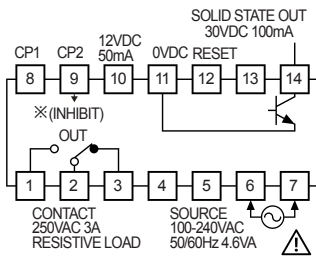 SOLID STATE OUT
30VDC 100mA
CP1 CP2 12VDC 50mA 0VDC RESET
8 9 10 11 12 13 14
※(INHIBIT)
OUT
1 2 3 4 5 6 7
CONTACT
250VAC 3A
RESISTIVE LOAD
SOURCE
100-240VAC
50/60Hz 4.6VA